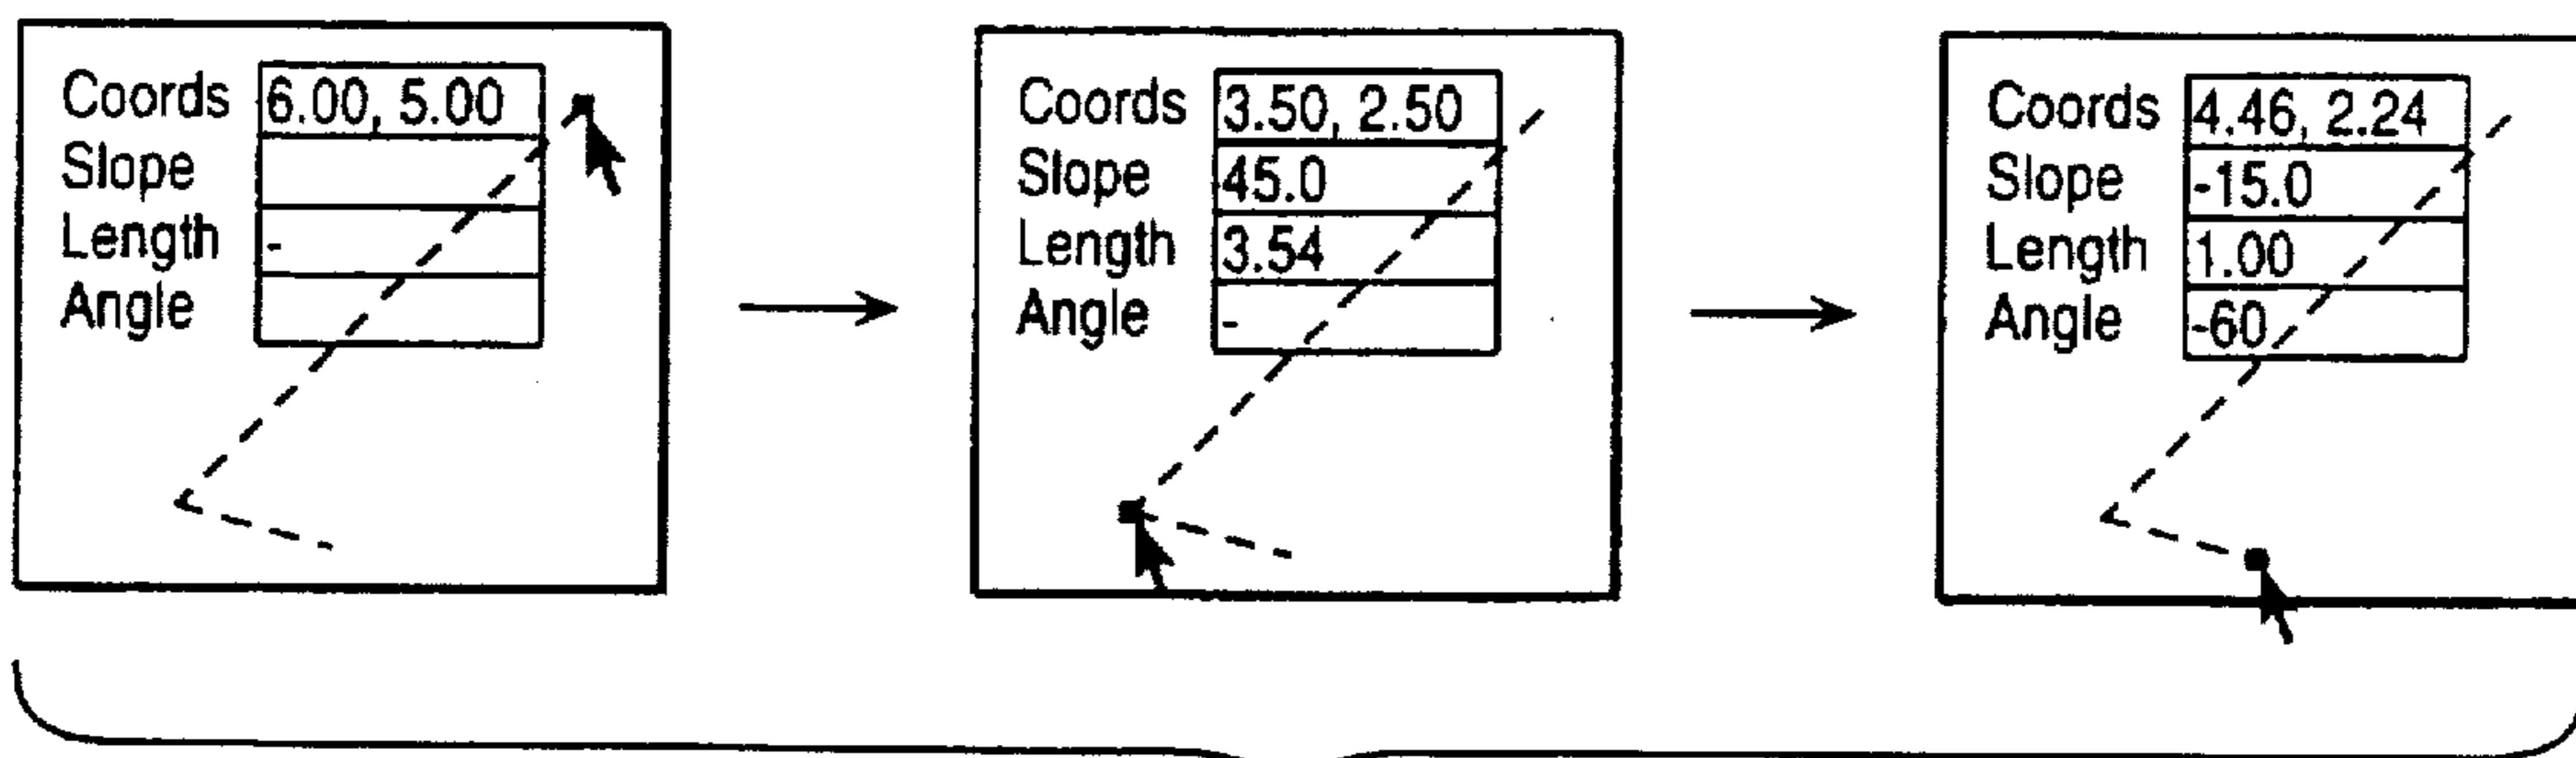 Coords 6.00, 5.00
Slope
Length -
Angle
Coords 3.50, 2.50
Slope 45.0
Length 3.54
Angle -
Coords 4.46, 2.24
Slope -15.0
Length 1.00
Angle -60